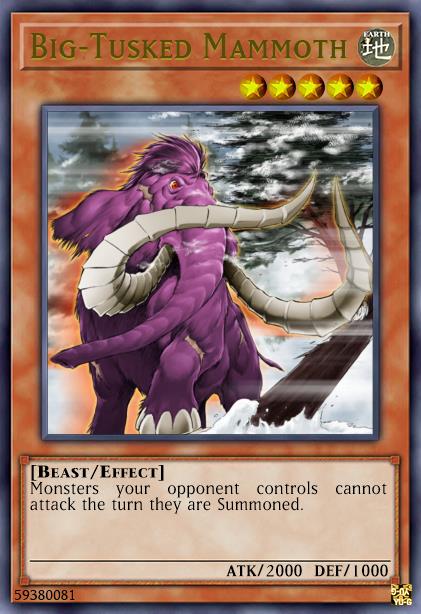 Big-Tusked Mammoth
EARTH
地
[Beast/Effect]
Monsters your opponent controls cannot
attack the turn they are Summoned.
ATK/2000 DEF/1000
59380081